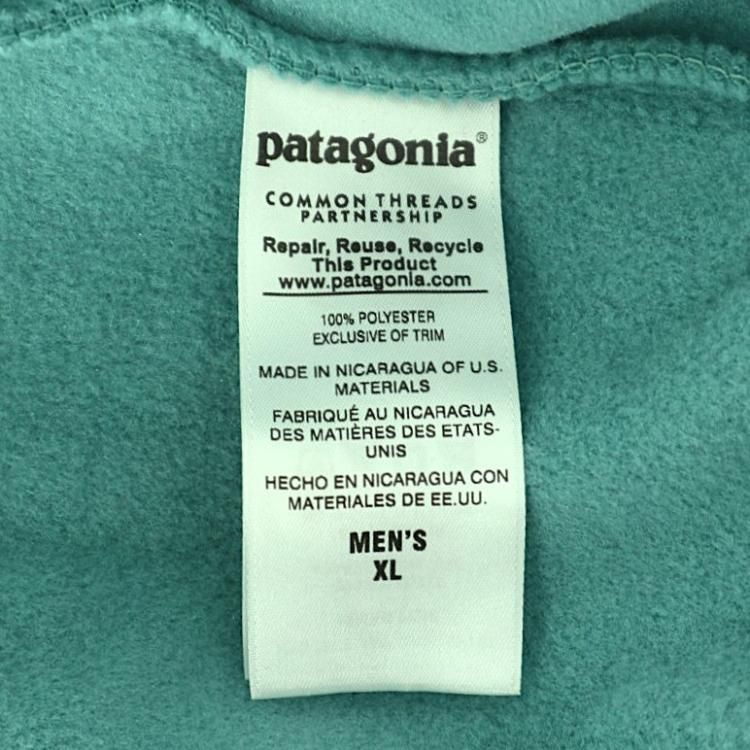 patagonia®
COMMON THREADS
PARTNERSHIP
Repair, Reuse, Recycle
This Product
www.patagonia.com
100% POLYESTER
EXCLUSIVE OF TRIM
MADE IN NICARAGUA OF U.S.
MATERIALS
FABRIQUÉ AU NICARAGUA
DES MATIÈRES DES ETATS-
UNIS
HECHO EN NICARAGUA CON
MATERIALES DE EE.UU.
MEN'S
XL